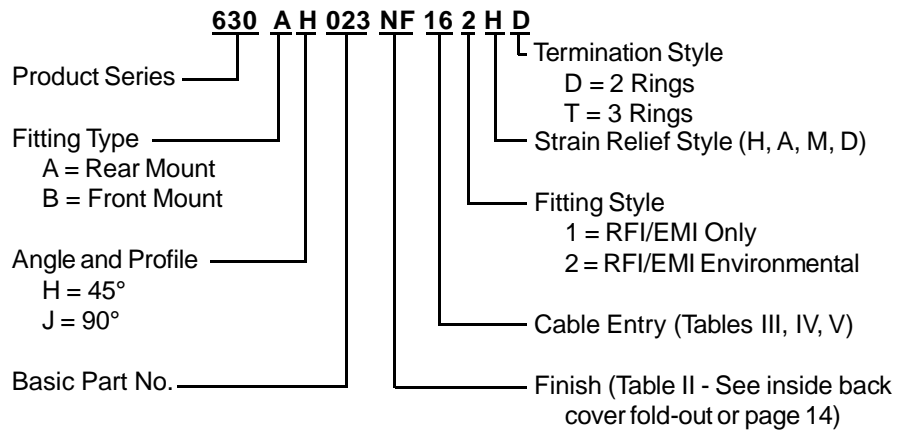 630 A H 023 NF 16 2 H D
Product Series
Fitting Type
A = Rear Mount
B = Front Mount
Angle and Profile
H = 45°
J = 90°
Basic Part No.
Termination Style
D = 2 Rings
T = 3 Rings
Strain Relief Style (H, A, M, D)
Fitting Style
1 = RFI/EMI Only
2 = RFI/EMI Environmental
Cable Entry (Tables III, IV, V)
Finish (Table II - See inside back
cover fold-out or page 14)